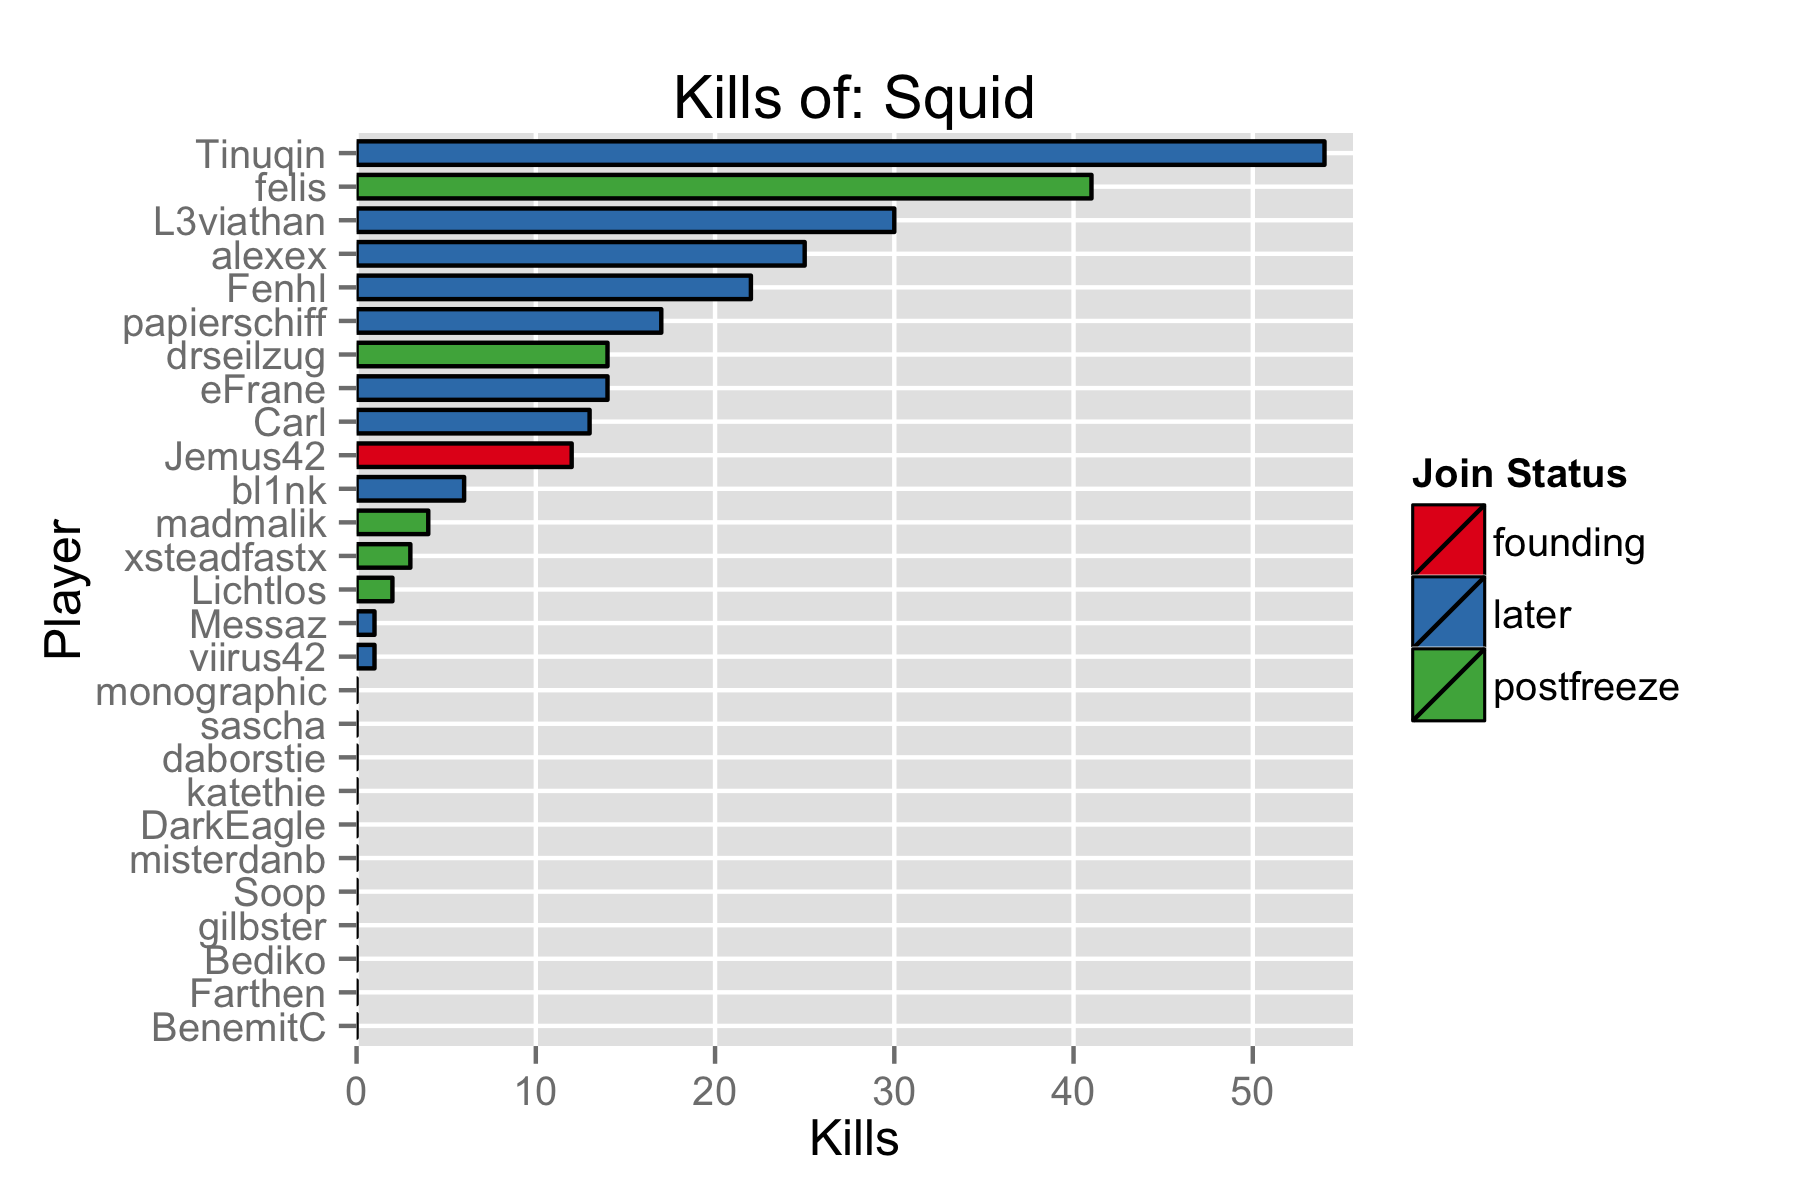 Kills of: Squid
Tinuqin
felis
L3viathan
alexex
Fenhl
papierschiff
drseilzug
eFrane
Carl
Jemus42
bl1nk
madmalik
xsteadfastx
Lichtlos
Messaz
viirus42
monographic
sascha
daborstie
katethie
DarkEagle
misterdanb
Soop
gilbster
Bediko
Farthen
BenemitC
Player
0 10 20 30 40 50
Kills
Join Status
founding
later
postfreeze